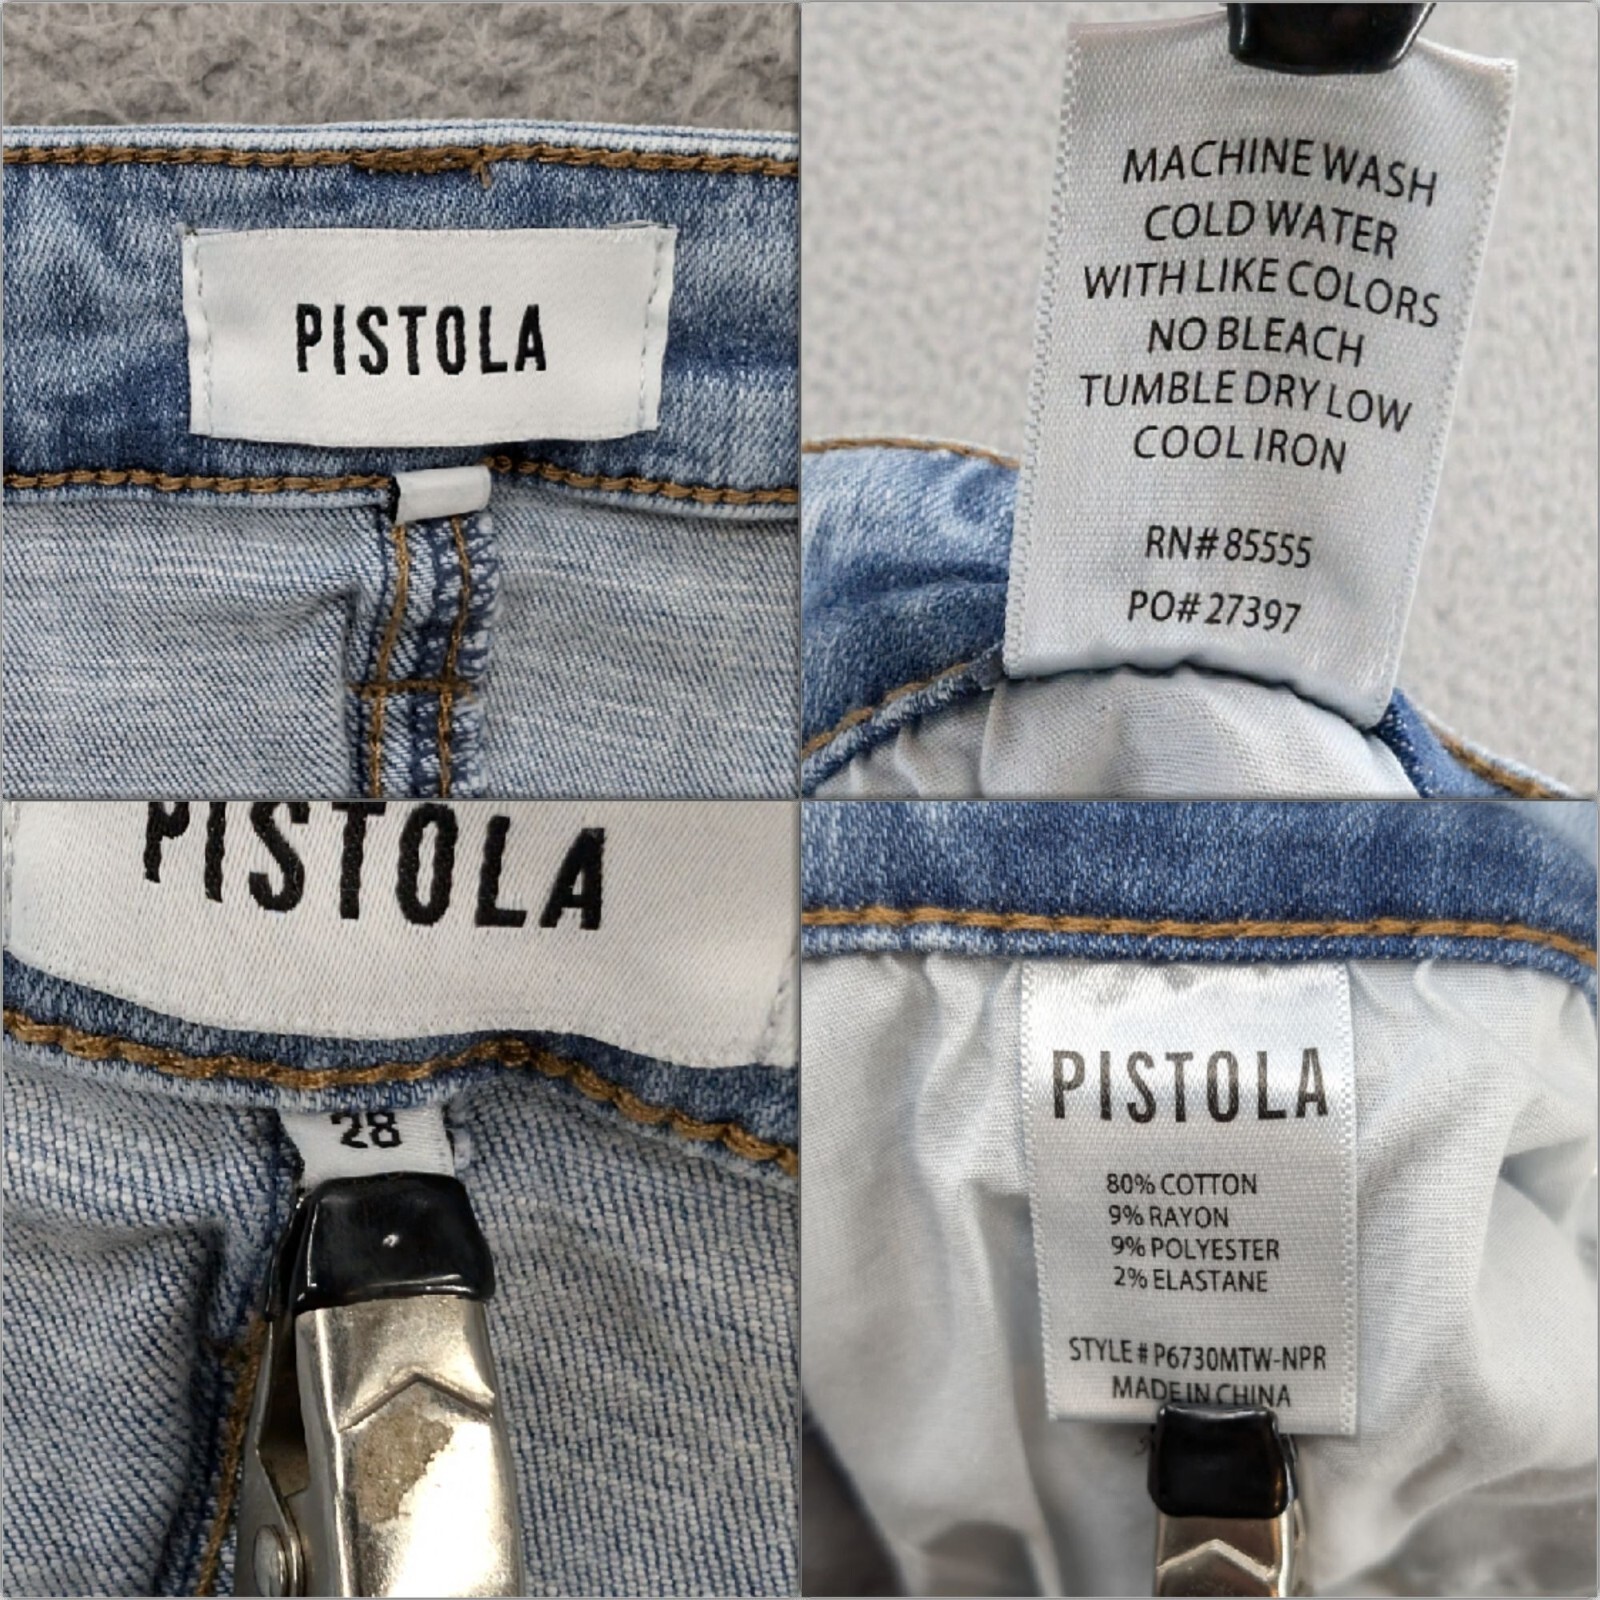 PISTOLA
MACHINE WASH
COLD WATER
WITH LIKE COLORS
NO BLEACH
TUMBLE DRY LOW
COOL IRON
RN# 85555
PO# 27397
PISTOLA
28
PISTOLA
80% COTTON
9% RAYON
9% POLYESTER
2% ELASTANE
STYLE # P6730MTW-NPR
MADE IN CHINA